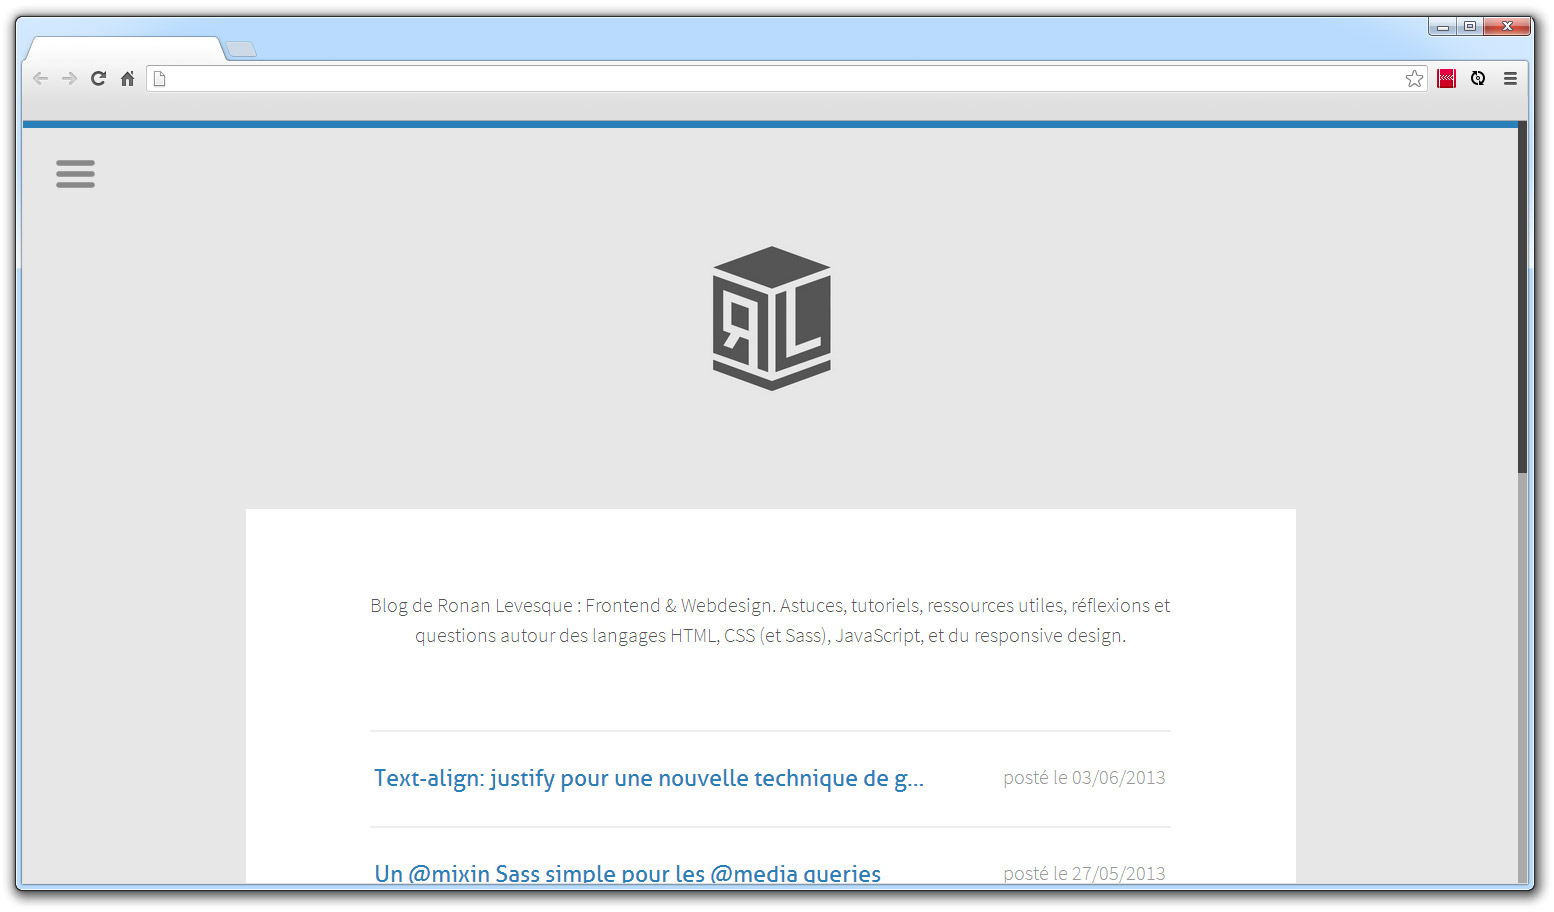 RL
Blog de Ronan Levesque : Frontend & Webdesign. Astuces, tutoriels, ressources utiles, réflexions et
questions autour des langages HTML, CSS (et Sass), JavaScript, et du responsive design.
Text-align: justify pour une nouvelle technique de g...
posté le 03/06/2013
Un @mixin Sass simple pour les @media queries
posté le 27/05/2013